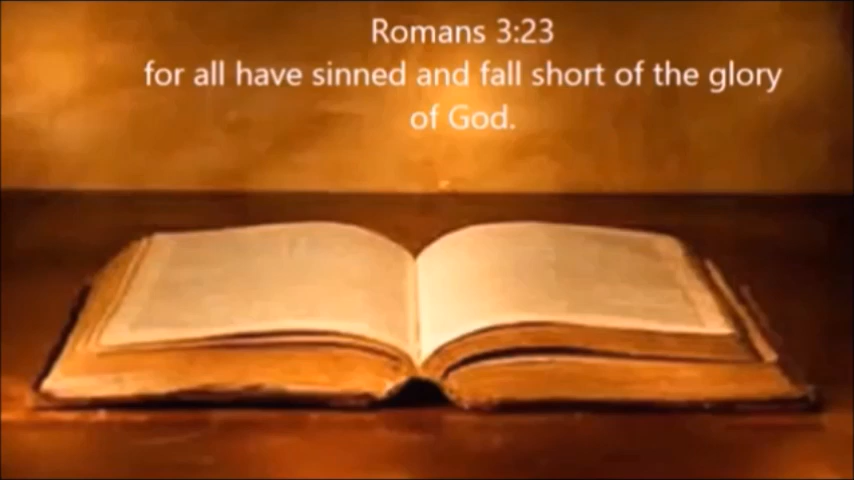 Romans 3:23
for all have sinned and fall short of the glory
of God.